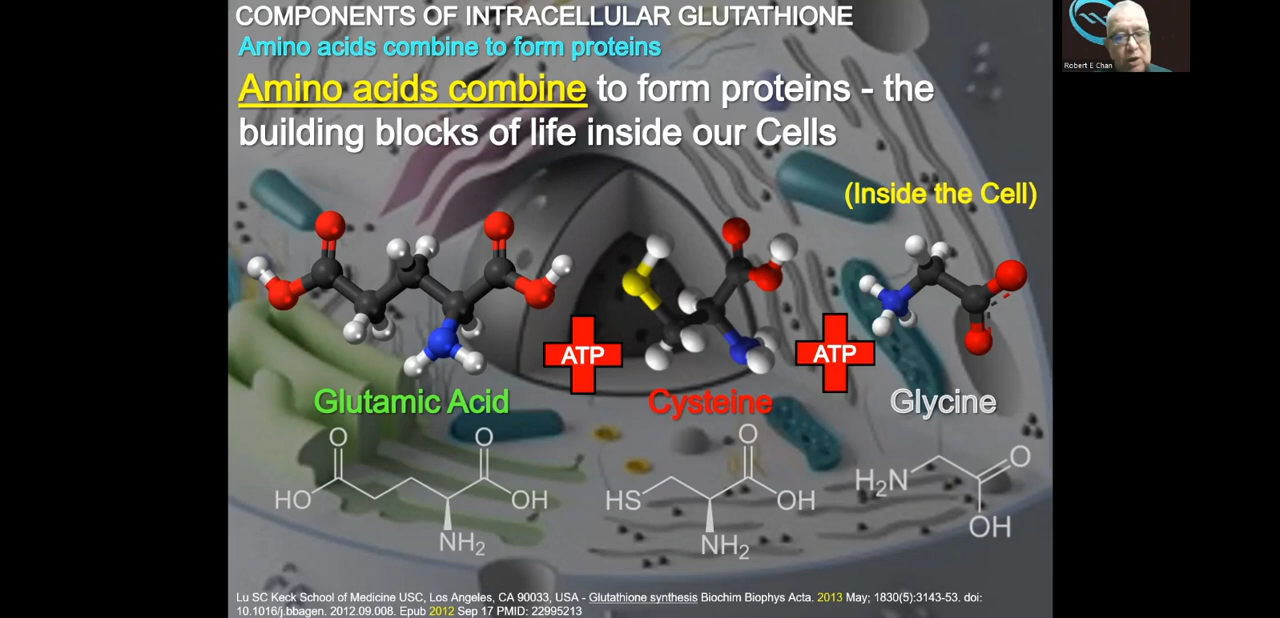 COMPONENTS OF INTRACELLULAR GLUTATHIONE
Amino acids combine to form proteins
Amino acids combine to form proteins - the
building blocks of life inside our Cells
Robert E Chan
(Inside the Cell)
ATP
ATP
Glutamic Acid
Cysteine
Glycine
O
O
HO
OH
NH₂
O
HS
OH
NH₂
H₂N
O
OH
Lu SC Keck School of Medicine USC, Los Angeles, CA 90033, USA - Glutathione synthesis Biochim Biophys Acta. 2013 May; 1830(5):3143-53. doi:
10.1016/j.bbagen. 2012.09.008. Epub 2012 Sep 17 PMID: 22995213